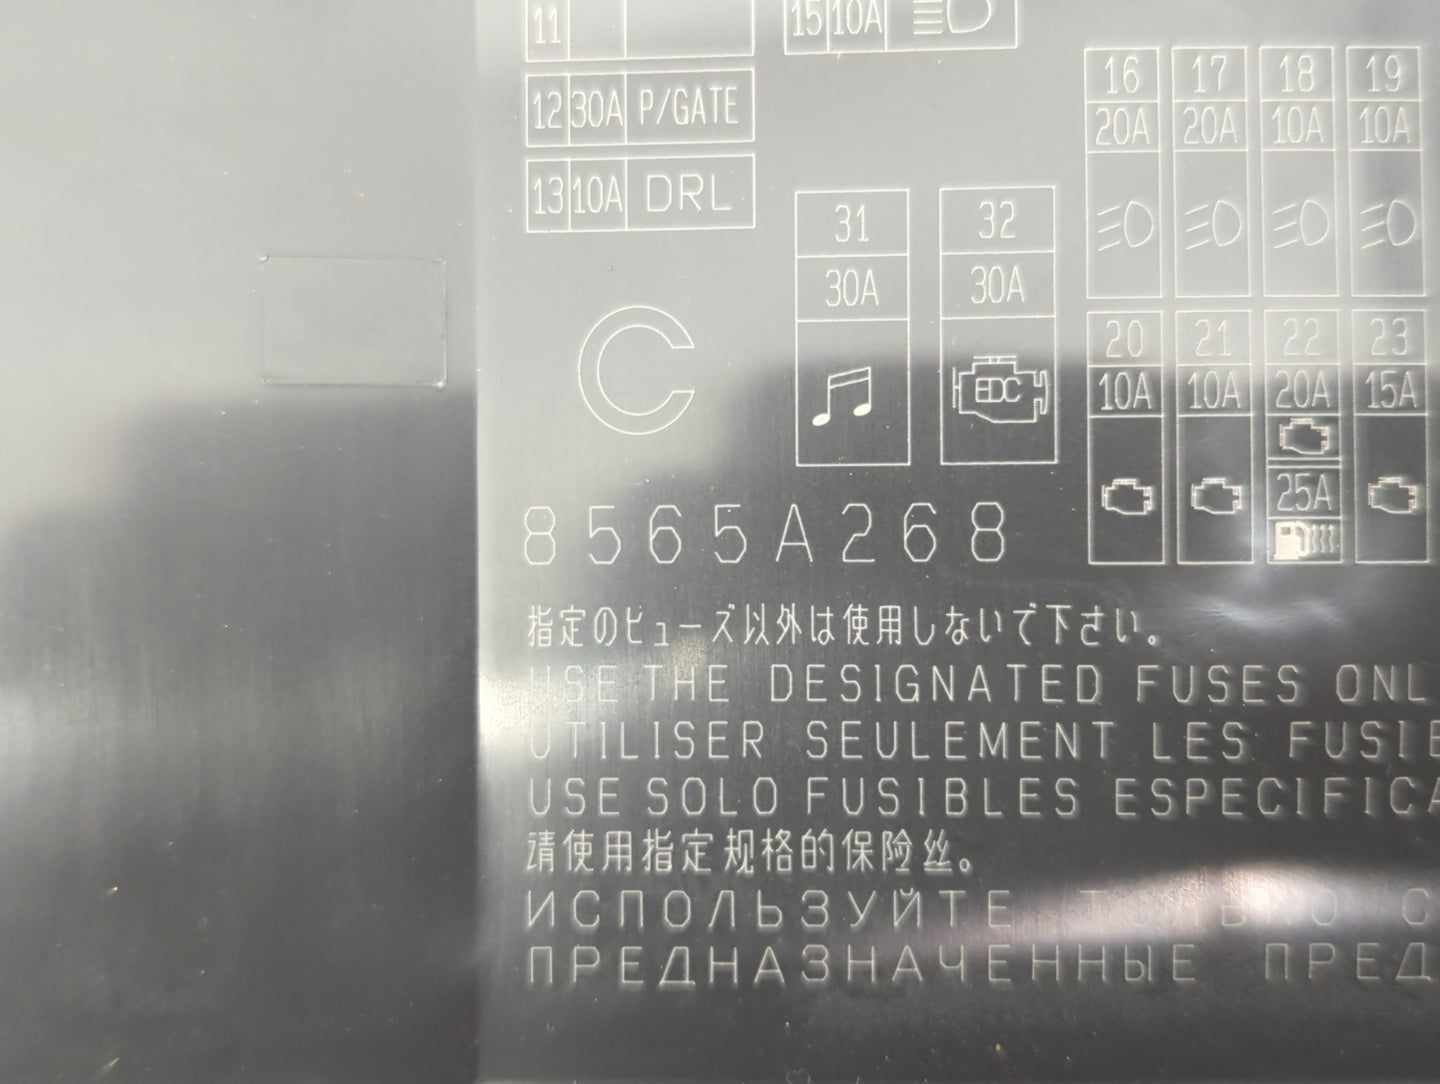 11
15 10A
12 30A P/GATE
13 10A DRL
16 17 18 19
20A 20A 10A 10A
31 32
30A 30A
EDC
C
20 21 22 23
10A 10A 20A 15A
25A
8565A268
指定のヒューズ以外は使用しないで下さい。
USE THE DESIGNATED FUSES ONL
UTILISER SEULEMENT LES FUSIB
USE SOLO FUSIBLES ESPECIFICA
请使用指定规格的保险丝。
ИСПОЛЬЗУЙТЕ ТОЛЬКО С
ПРЕДНАЗНАЧЕННЫЕ ПРЕД